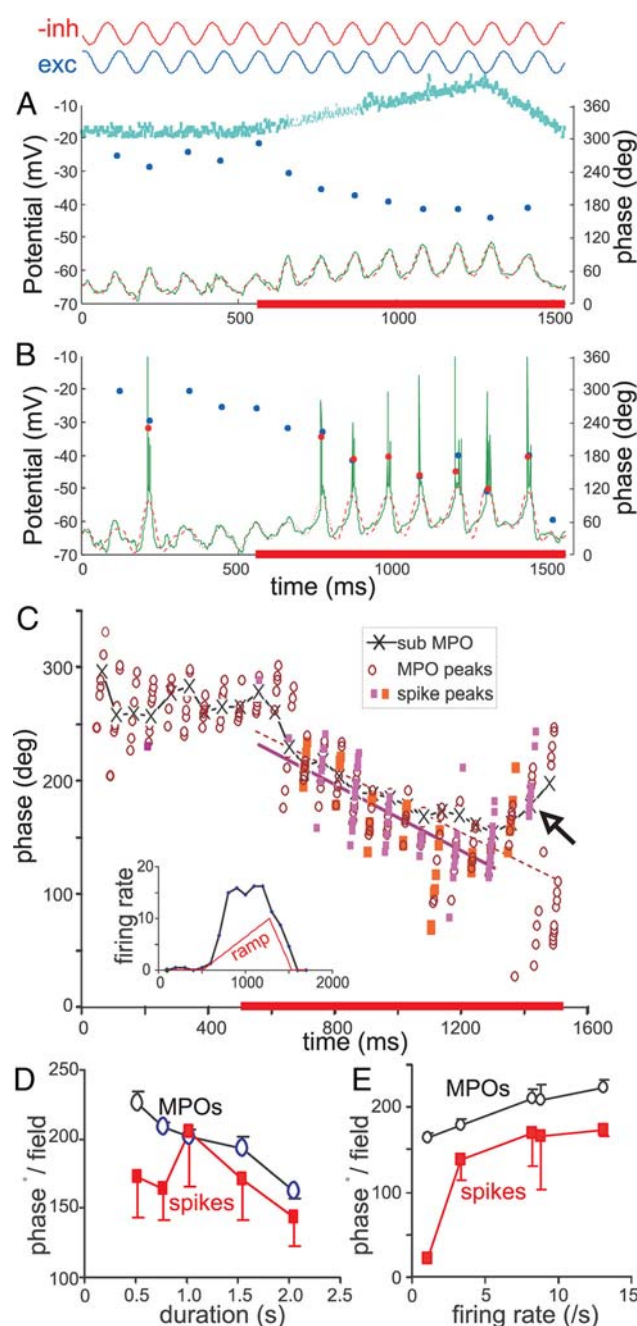 -inh
exc
A
-10
-20
-30
-40
-50
-60
-70
Potential (mV)
360
300
240
180
120
60
0
phase (deg)
0
500
1000
1500
B
-10
-20
-30
-40
-50
-60
-70
Potential (mV)
360
300
240
180
120
60
0
phase (deg)
0
500
1000
1500
time (ms)
C
300
200
100
0
phase (deg)
sub MPO
MPO peaks
spike peaks
20
10
0
firing rate
ramp
0
1000
2000
0
400
800
1200
1600
time (ms)
D
250
200
150
100
phase ° / field
MPOs
spikes
0.0
0.5
1.0
1.5
2.0
2.5
duration (s)
E
200
100
0
phase ° / field
MPOs
spikes
0
5
10
15
firing rate (/s)